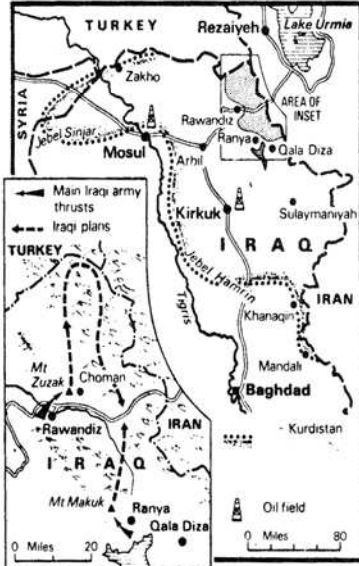 TURKEY
Rezaiyeh
Lake Urmia
Zakho
SYRIA
Jebel Sinjar
Mosul
Rawandiz
AREA OF
INSET
Ranya
Qala Diza
Arhil
Main Iraqi army
thrusts
Iraqi plans
Kirkuk
Sulaymaniyah
IRAQ
TURKEY
Jebel Hamrin
IRAN
Khanaqin
Tigris
Mandali
Mt
Zuzak
Choman
Baghdad
Rawandiz
IRAN
Kurdistan
IRAQ
Mt Makuk
Ranya
Qala Diza
Oil field
0 Miles 20
0 Miles 80